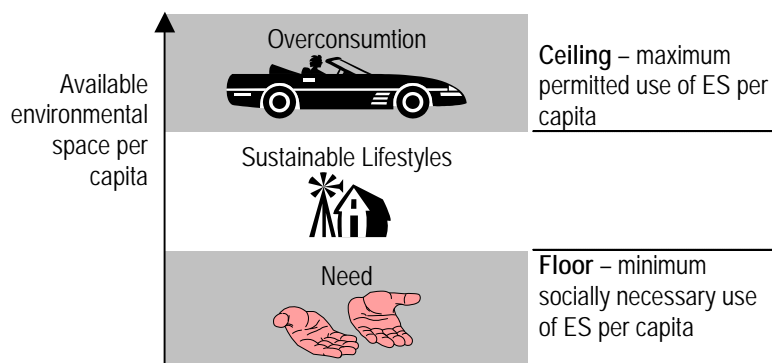 Available
environmental
space per
capita
Overconsumtion
Ceiling – maximum
permitted use of ES per
capita
Sustainable Lifestyles
Need
Floor – minimum
socially necessary use
of ES per capita